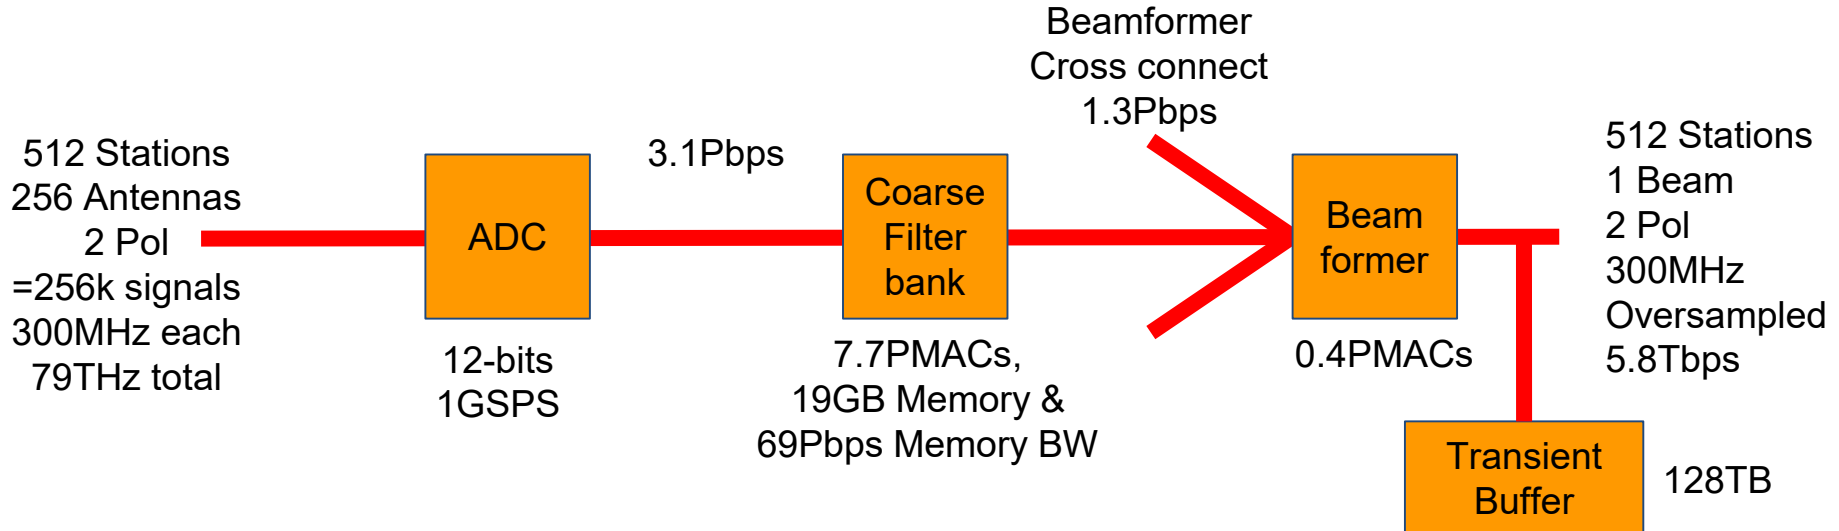 512 Stations
256 Antennas
2 Pol
=256k signals
300MHz each
79THz total
ADC
12-bits
1GSPS
3.1Pbps
Coarse
Filter
bank
7.7PMACs,
19GB Memory &
69Pbps Memory BW
Beamformer
Cross connect
1.3Pbps
Beam
former
0.4PMACs
512 Stations
1 Beam
2 Pol
300MHz
Oversampled
5.8Tbps
Transient
Buffer
128TB